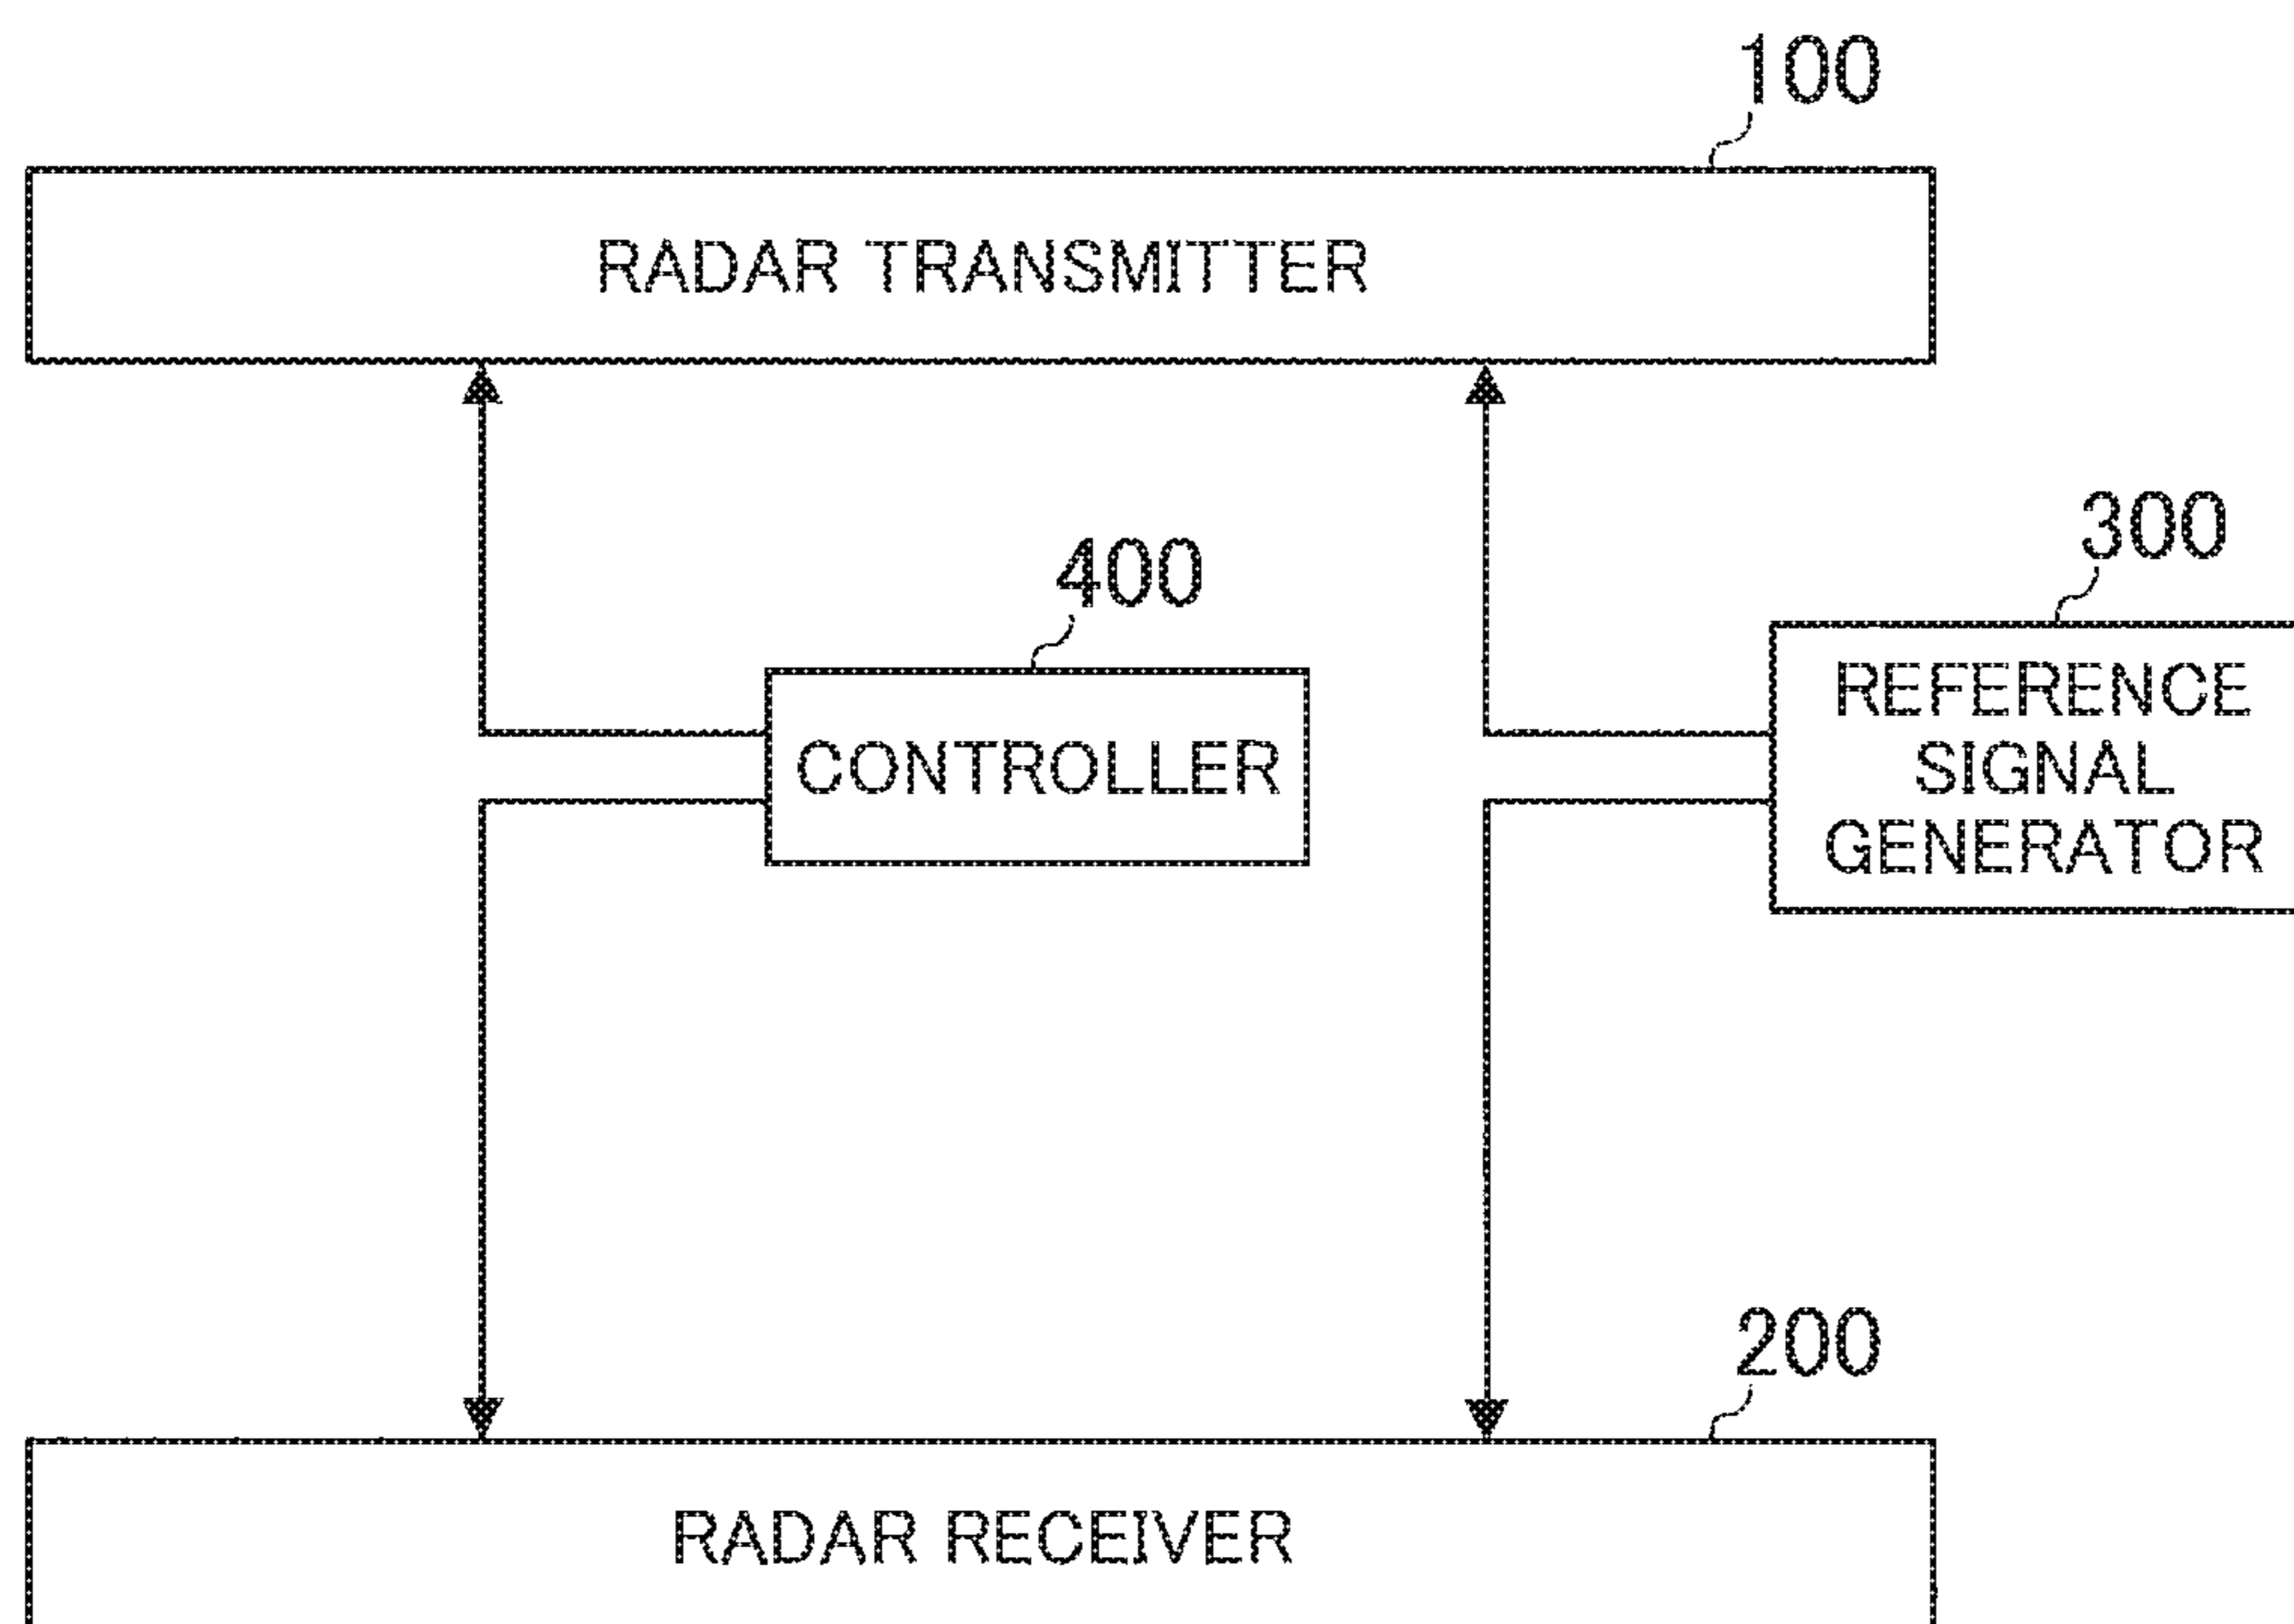 100
RADAR TRANSMITTER
300
400
REFERENCE
SIGNAL
GENERATOR
CONTROLLER
200
RADAR RECEIVER